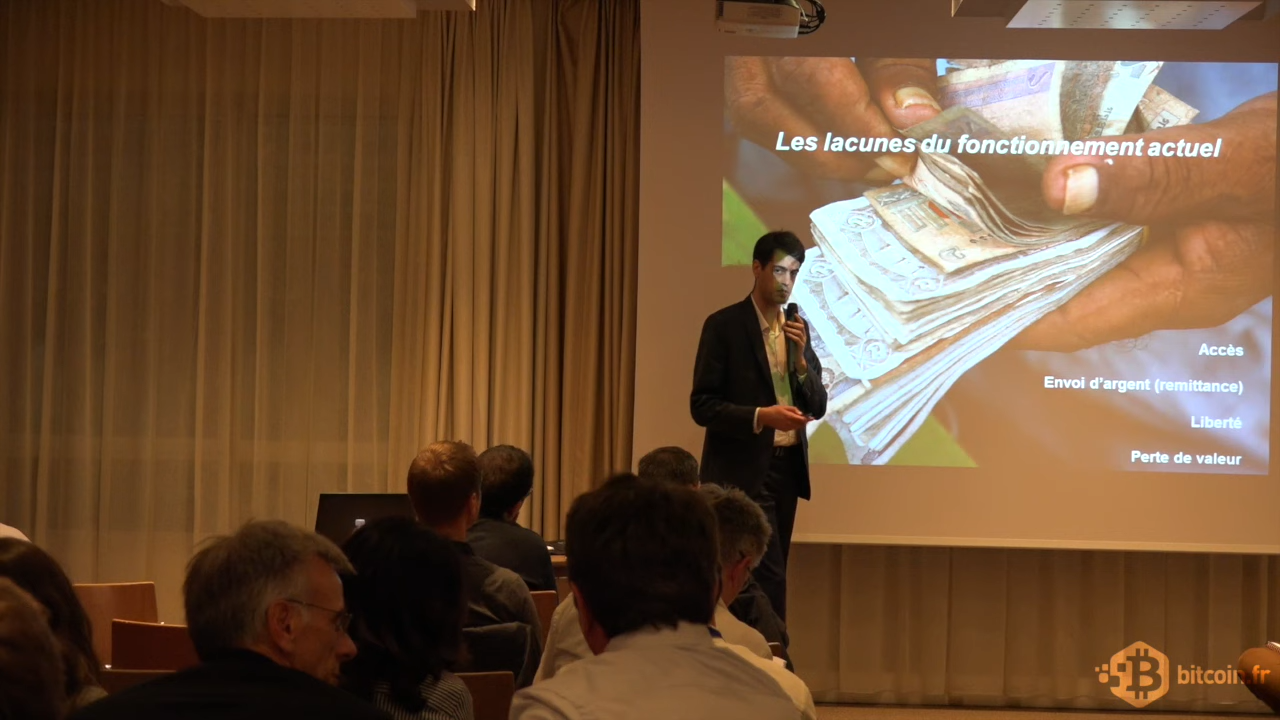 Les lacunes du fonctionnement actuel
Accès
Envoi d'argent (remittance)
Liberté
Perte de valeur
bitcoin.fr